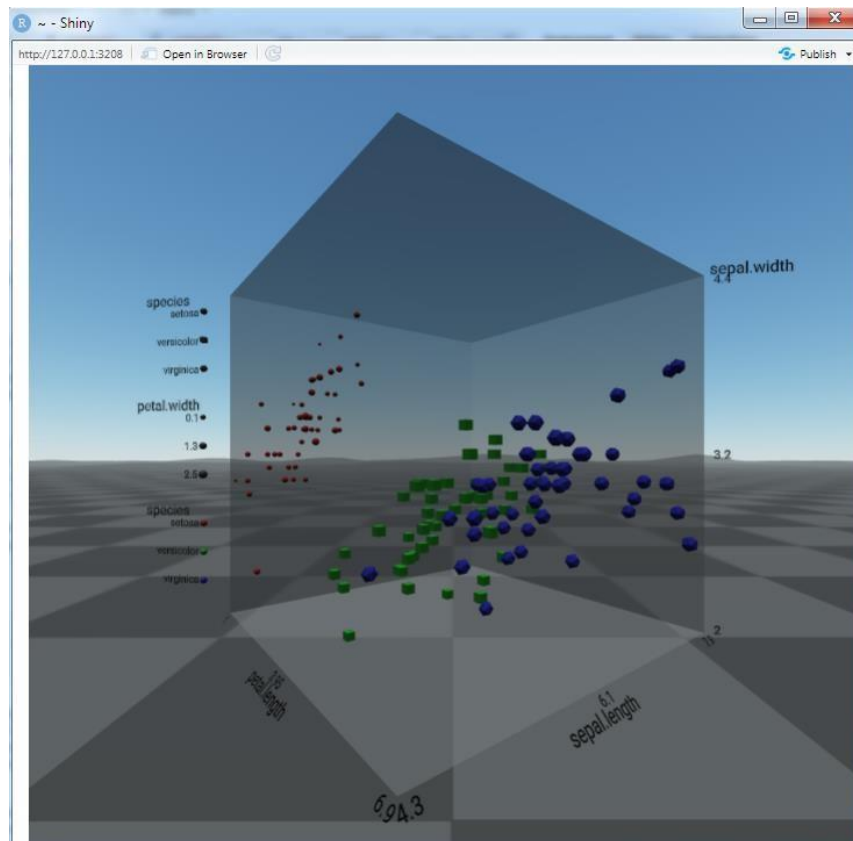 ~ - Shiny
http://127.0.0.1:3208 Open in Browser Publish
sepal.width
4.4
species
setosa
versicolor
virginica
petal.width
0.1
1.3
2.5
3.2
species
setosa
versicolor
virginica
2
petal.length
6.1
sepal.length
6.94.3